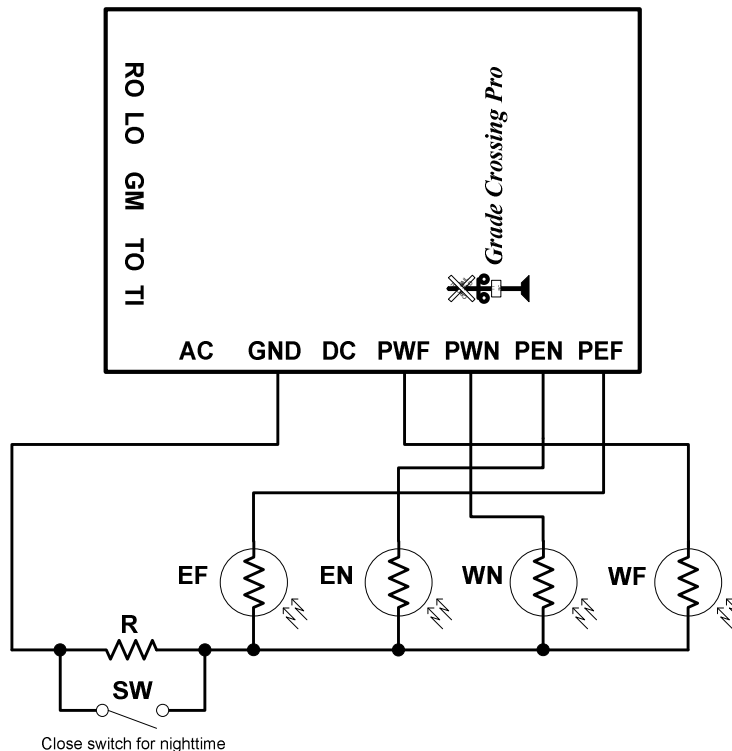 RO LO GM TO TI
Grade Crossing Pro
AC GND DC PWF PWN PEN PEF
EF EN WN WF
R
SW
Close switch for nighttime